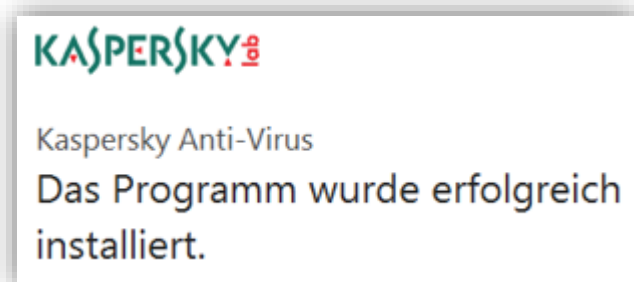 KASPERSKY lab
Kaspersky Anti-Virus
Das Programm wurde erfolgreich
installiert.